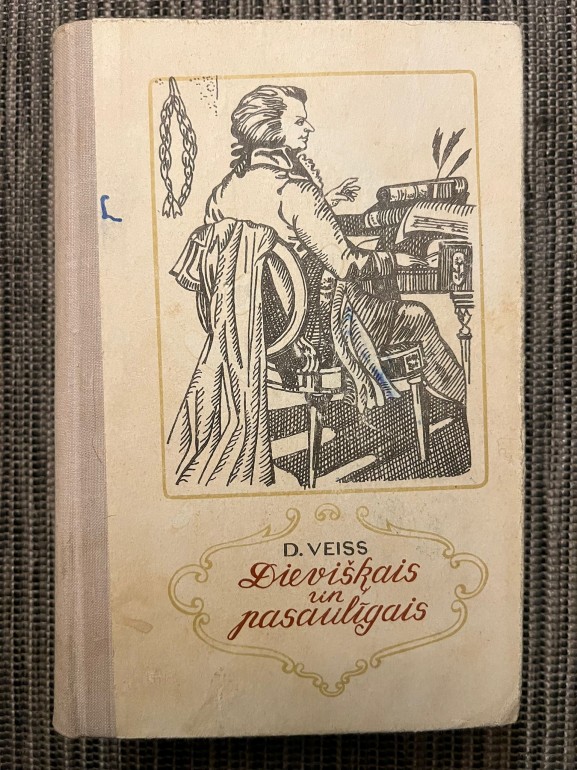 D. VEISS
Dievišķais
un
pasaulīgais